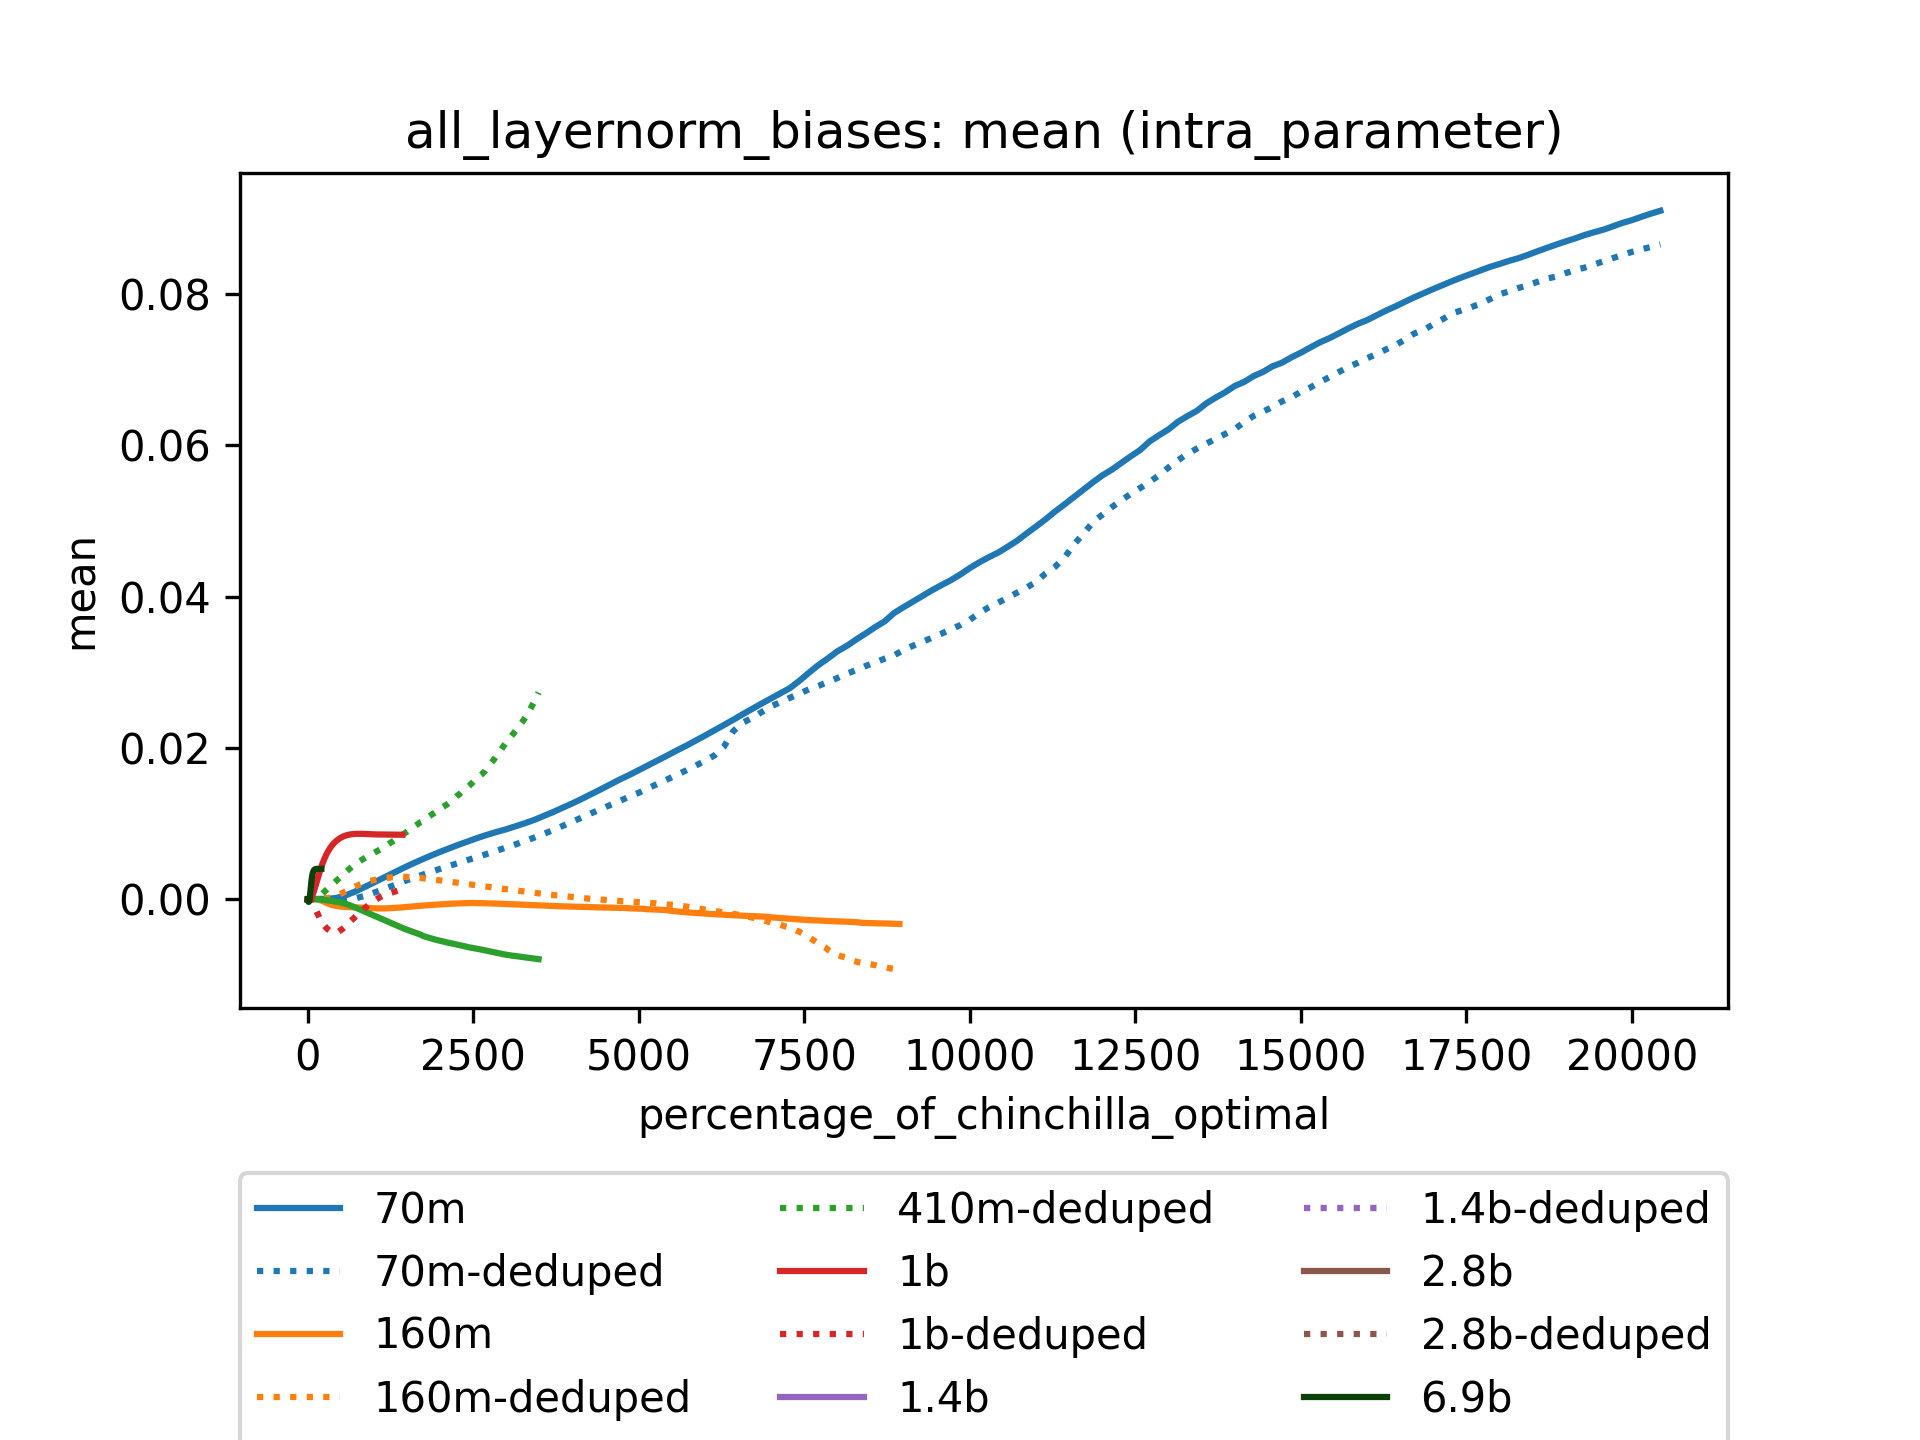 all_layernorm_biases: mean (intra_parameter)
mean
0.08
0.06
0.04
0.02
0.00
0 2500 5000 7500 10000 12500 15000 17500 20000
percentage_of_chinchilla_optimal
70m 410m-deduped 1.4b-deduped
70m-deduped 1b 2.8b
160m 1b-deduped 2.8b-deduped
160m-deduped 1.4b 6.9b